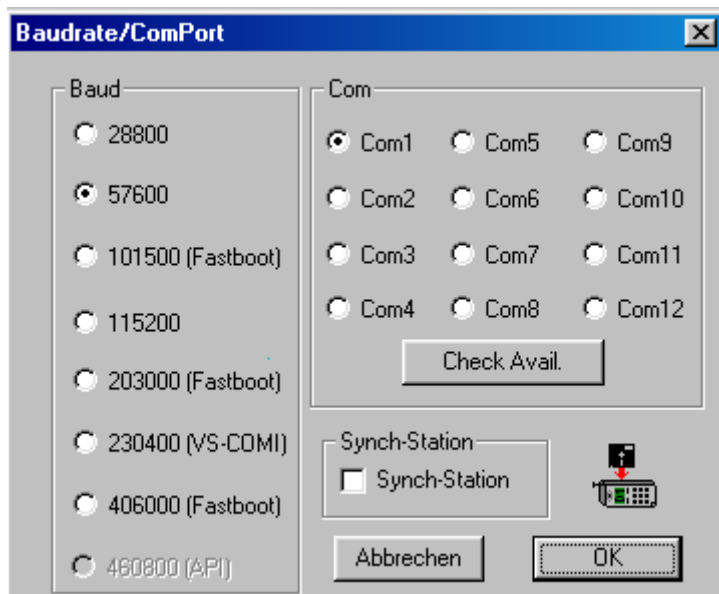 Baudrate/ComPort
Baud
28800
57600
101500 (Fastboot)
115200
203000 (Fastboot)
230400 (VS-COMI)
406000 (Fastboot)
460800 (API)
Com
Com1 Com5 Com9
Com2 Com6 Com10
Com3 Com7 Com11
Com4 Com8 Com12
Check Avail.
Synch-Station
Synch-Station
Abbrechen OK